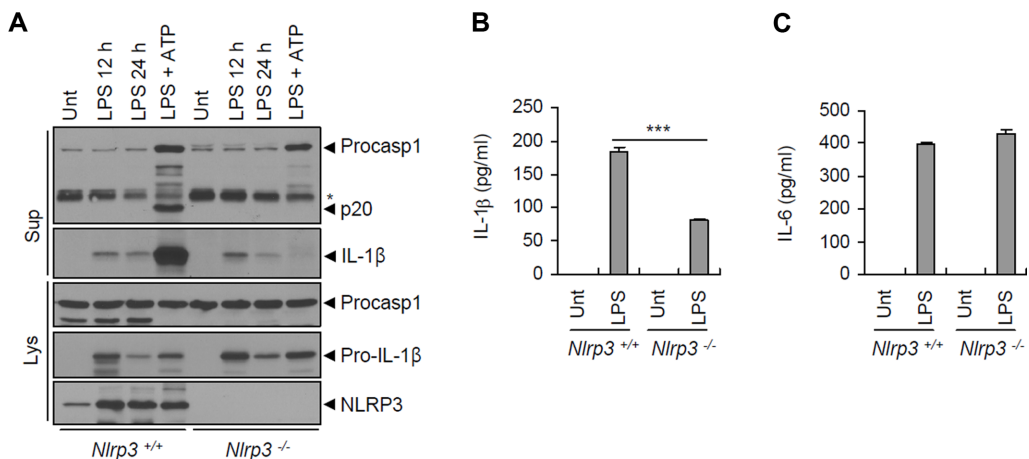 A
Unt
LPS 12 h
LPS 24 h
LPS + ATP
Unt
LPS 12 h
LPS 24 h
LPS + ATP
Sup
Procasp1
*
p20
IL-1β
Lys
Procasp1
Pro-IL-1β
NLRP3
Nlrp3 +/+
Nlrp3 -/-
B
IL-1β (pg/ml)
250
200
150
100
50
0
***
Unt
LPS
Unt
LPS
Nlrp3 +/+
Nlrp3 -/-
C
IL-6 (pg/ml)
600
500
400
300
200
100
0
Unt
LPS
Unt
LPS
Nlrp3 +/+
Nlrp3 -/-